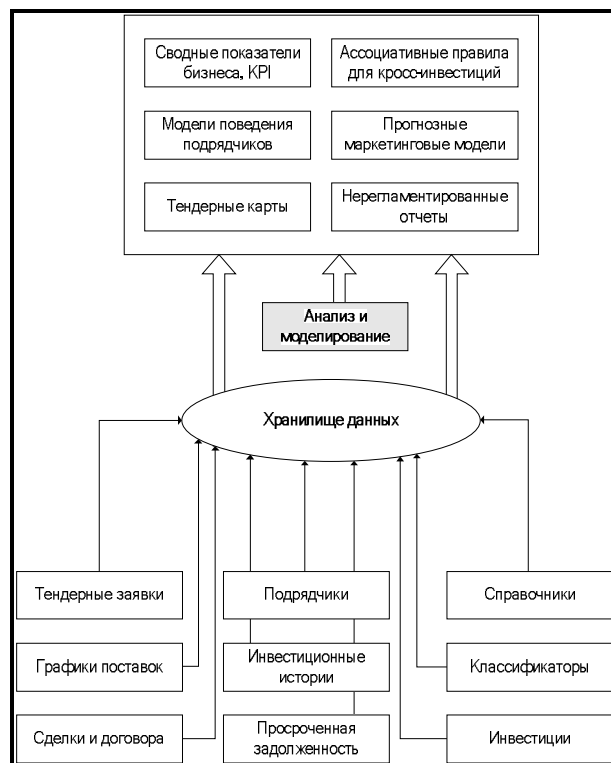 Сводные показатели
бизнеса, KPI
Ассоциативные правила
для кросс-инвестиций
Модели поведения
подрядчиков
Прогнозные
маркетинговые модели
Тендерные карты
Нерегламентированные
отчеты
Анализ и
моделирование
Хранилище данных
Тендерные заявки
Подрядчики
Справочники
Графики поставок
Инвестиционные
истории
Классификаторы
Сделки и договора
Просроченная
задолженность
Инвестиции